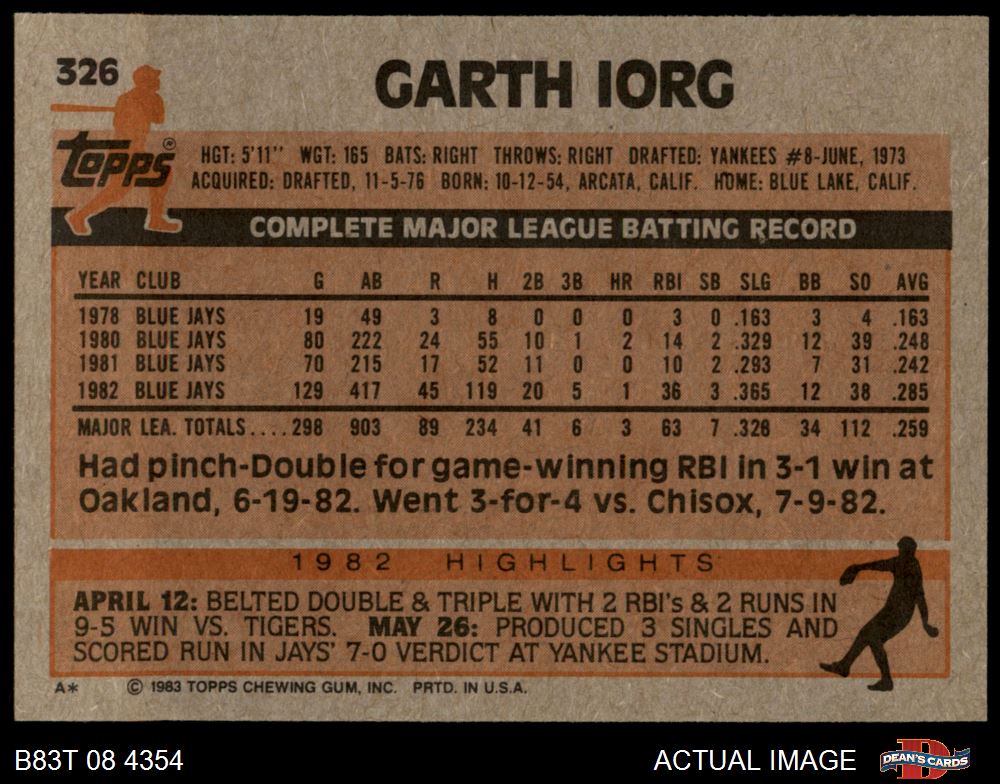 326
GARTH IORG
Topps®
HGT: 5'11" WGT: 165 BATS: RIGHT THROWS: RIGHT DRAFTED: YANKEES #8-JUNE, 1973
ACQUIRED: DRAFTED, 11-5-76 BORN: 10-12-54, ARCATA, CALIF. HOME: BLUE LAKE, CALIF.
COMPLETE MAJOR LEAGUE BATTING RECORD
YEAR CLUB G AB R H 2B 3B HR RBI SB SLG BB SO AVG
1978 BLUE JAYS 19 49 3 8 0 0 0 3 0 .163 3 4 .163
1980 BLUE JAYS 80 222 24 55 10 1 2 14 2 .329 12 39 .248
1981 BLUE JAYS 70 215 17 52 11 0 0 10 2 .293 7 31 .242
1982 BLUE JAYS 129 417 45 119 20 5 1 36 3 .365 12 38 .285
MAJOR LEA. TOTALS....298 903 89 234 41 6 3 63 7 .328 34 112 .259
Had pinch-Double for game-winning RBI in 3-1 win at
Oakland, 6-19-82. Went 3-for-4 vs. Chisox, 7-9-82.
1982 HIGHLIGHTS
APRIL 12: BELTED DOUBLE & TRIPLE WITH 2 RBI's & 2 RUNS IN
9-5 WIN VS. TIGERS. MAY 26: PRODUCED 3 SINGLES AND
SCORED RUN IN JAYS' 7-0 VERDICT AT YANKEE STADIUM.
A* © 1983 TOPPS CHEWING GUM, INC. PRTD. IN U.S.A.
B83T 08 4354 ACTUAL IMAGE DEAN'S CARDS